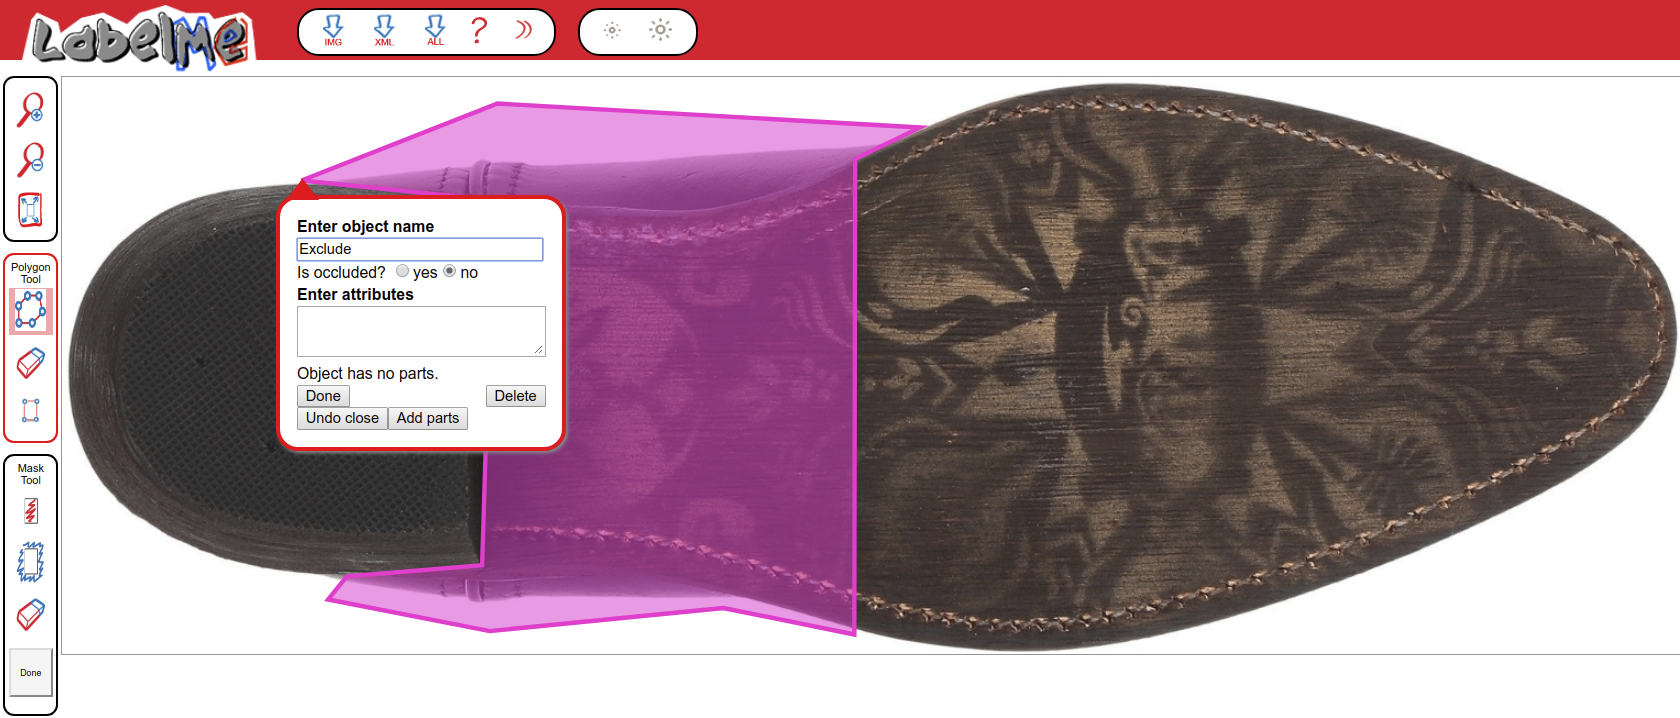 LabelMe
IMG XML ALL ?
Polygon
Tool
Mask
Tool
Done
Enter object name
Exclude
Is occluded? yes no
Enter attributes
Object has no parts.
Done Delete
Undo close Add parts